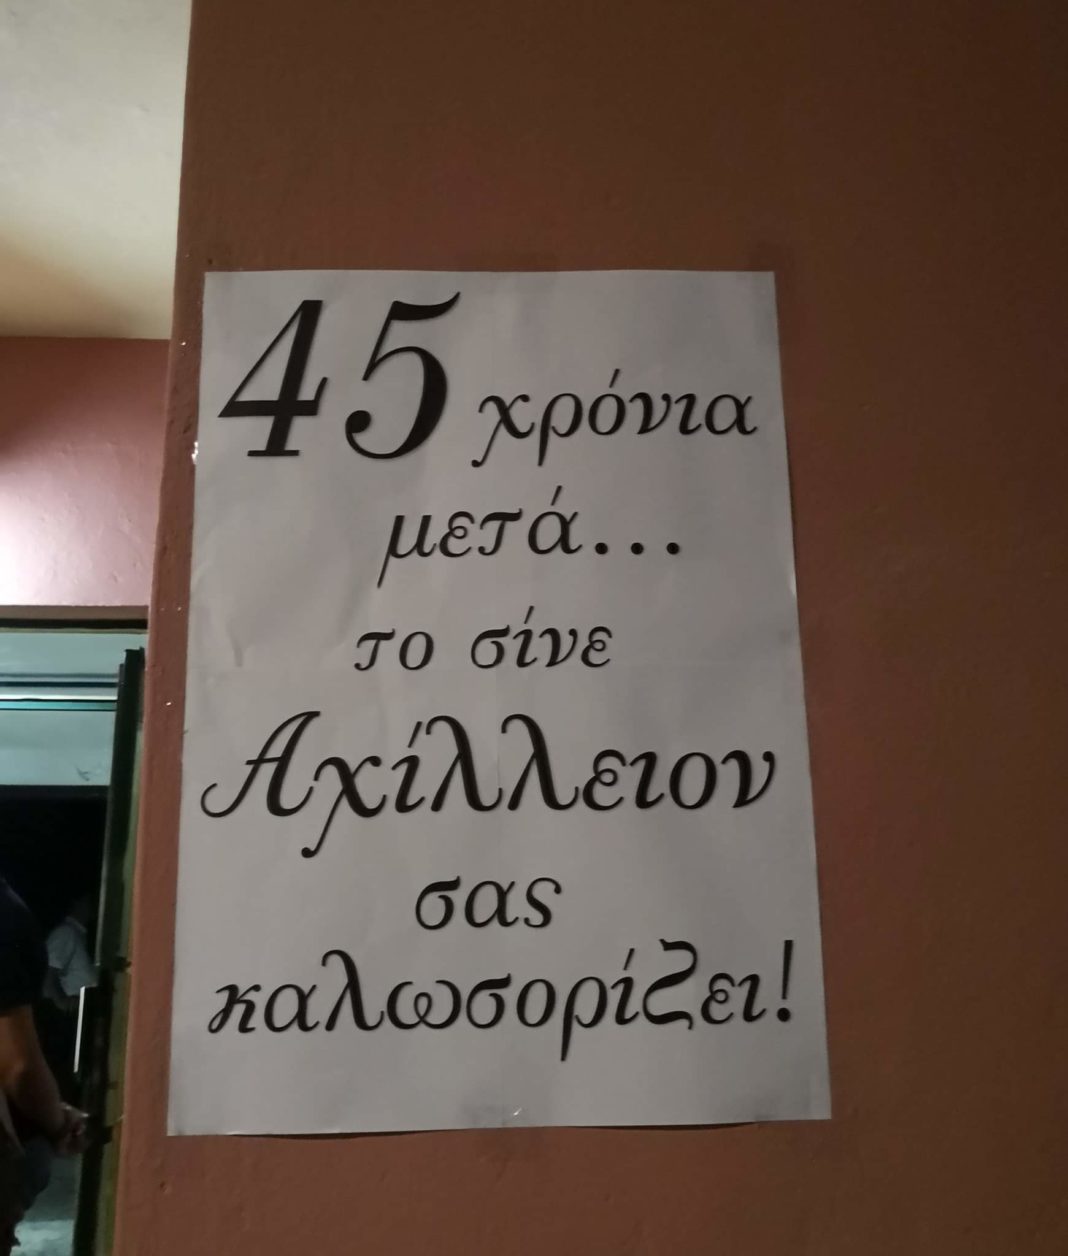 45 χρόνια
μετά...
το σίνε
Αχίλλειον
σας
καλωσορίζει!